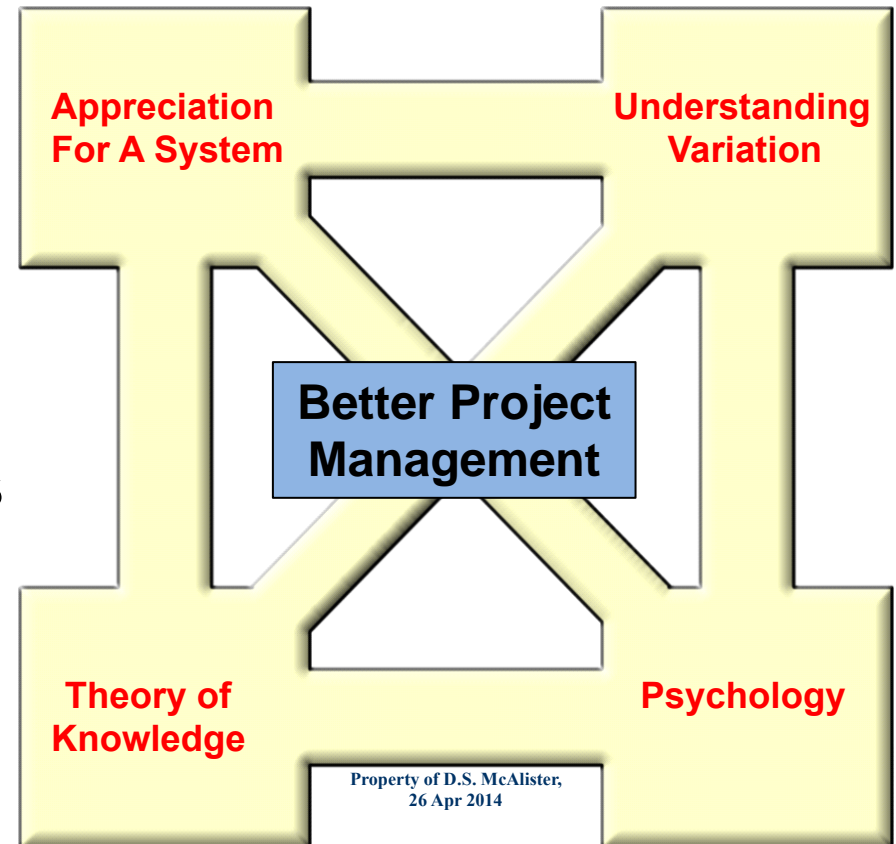 Appreciation
For A System
Understanding
Variation
Better Project
Management
Theory of
Knowledge
Psychology
Property of D.S. McAlister,
26 Apr 2014